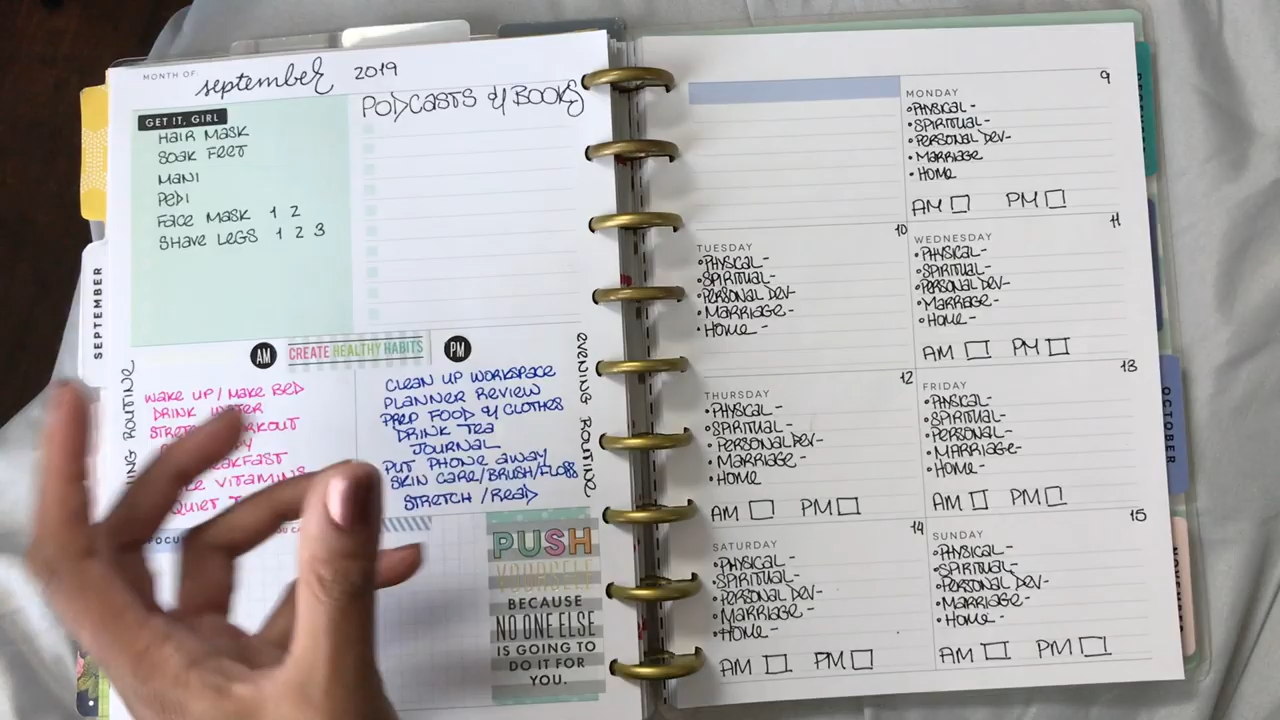 MONTH OF: september 2019
GET IT, GIRL
HAIR MASK
SOAK FEET
MANI
PEDI
FACE MASK 1 2
SHAVE LEGS 1 2 3
PODCASTS & BOOKS
SEPTEMBER
AM
CREATE HEALTHY HABITS
PM
WAKE UP / MAKE BED
DRINK
VITAMINS
QUIET
ROUTINE
CLEAN UP WORKSPACE
PLANNER REVIEW
PREP FOOD & CLOTHES
DRINK TEA
JOURNAL
PUT PHONE AWAY
SKIN CARE/BRUSH/FLOSS
STRETCH / READ
EVENING ROUTINE
PUSH
YOURSELF
BECAUSE
NO ONE ELSE
IS GOING TO
DO IT FOR
YOU.
MONDAY 9
•PHYSICAL -
•SPIRITUAL -
•PERSONAL DEV-
•MARRIAGE -
•HOME -
AM PM
TUESDAY 10
•PHYSICAL -
•SPIRITUAL-
•PERSONAL DEV-
•MARRIAGE -
•HOME -
WEDNESDAY 11
•PHYSICAL -
•SPIRITUAL -
•PERSONAL DEV-
•MARRIAGE -
•HOME -
AM PM
THURSDAY 12
•PHYSICAL -
•SPIRITUAL -
•PERSONAL DEV-
•MARRIAGE -
•HOME -
AM PM
FRIDAY 13
•PHYSICAL -
•SPIRITUAL -
•PERSONAL -
•MARRIAGE -
•HOME -
AM PM
SATURDAY 14
•PHYSICAL -
•SPIRITUAL-
•PERSONAL DEV-
•MARRIAGE -
•HOME -
AM PM
SUNDAY 15
•PHYSICAL -
•SPIRITUAL -
•PERSONAL DEV-
•MARRIAGE -
•HOME -
AM PM
OCTOBER